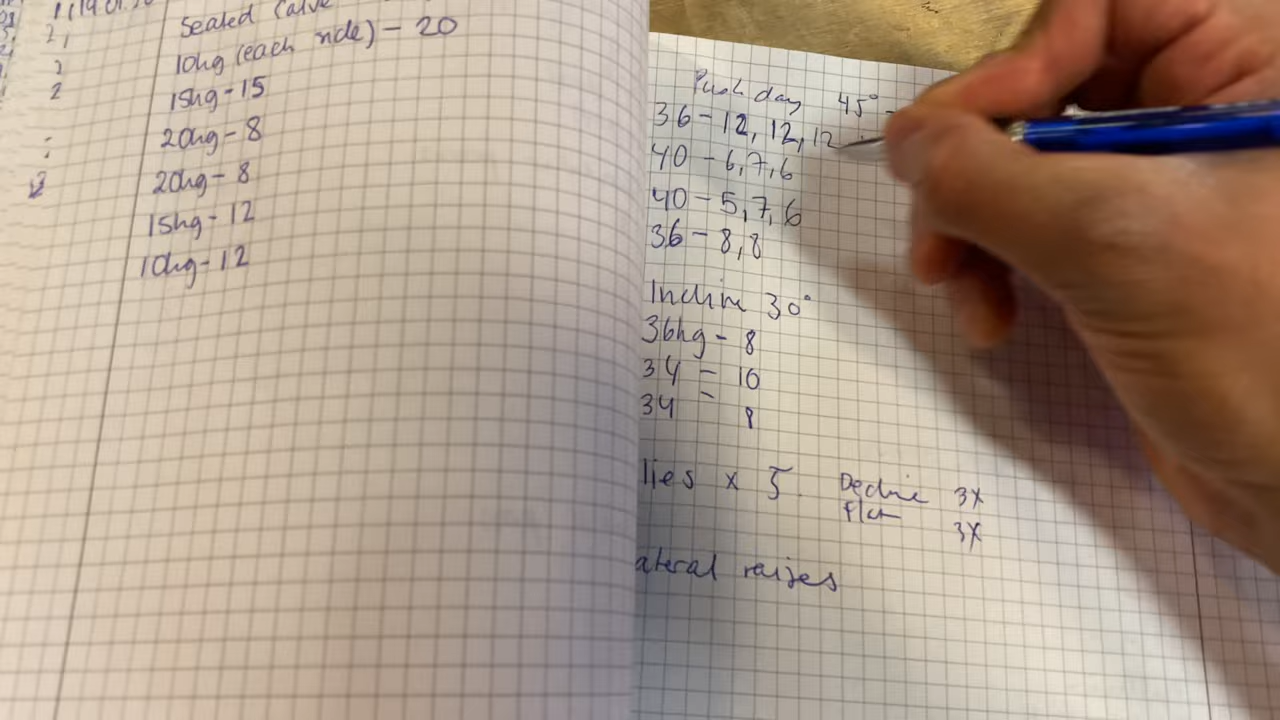 Seated Calve
10kg (each side) - 20
15kg - 15
20kg - 8
20kg - 8
15kg - 12
10kg - 12
Push day 45° -
36 - 12, 12, 12
40 - 6, 7, 6
40 - 5, 7, 6
36 - 8, 8
Incline 30°
36kg - 8
34 - 10
34 - 8
lies x 5. Decline 3X
Flat 3X
ateral raises